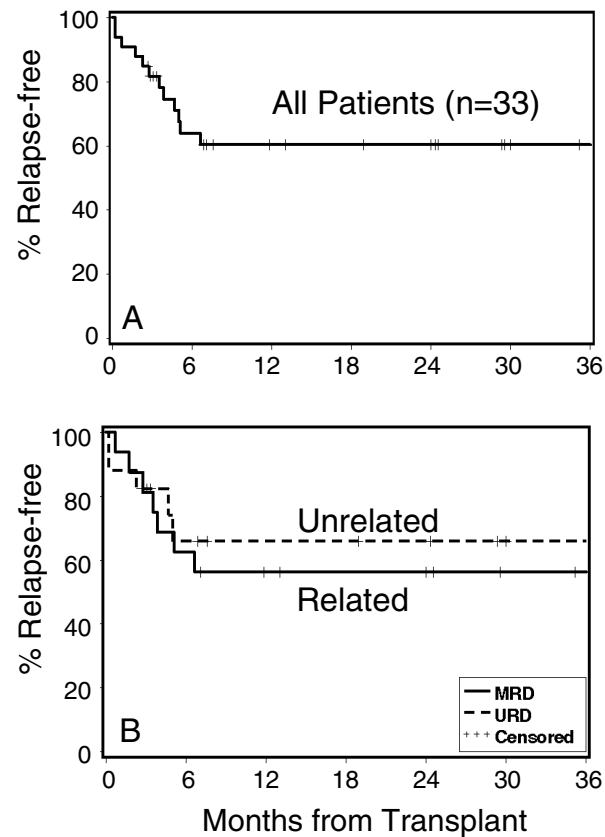 % Relapse-free
100
80
60
40
20
0
All Patients (n=33)
A
0 6 12 18 24 30 36
% Relapse-free
100
80
60
40
20
0
Unrelated
Related
MRD
URD
+++ Censored
B
0 6 12 18 24 30 36
Months from Transplant